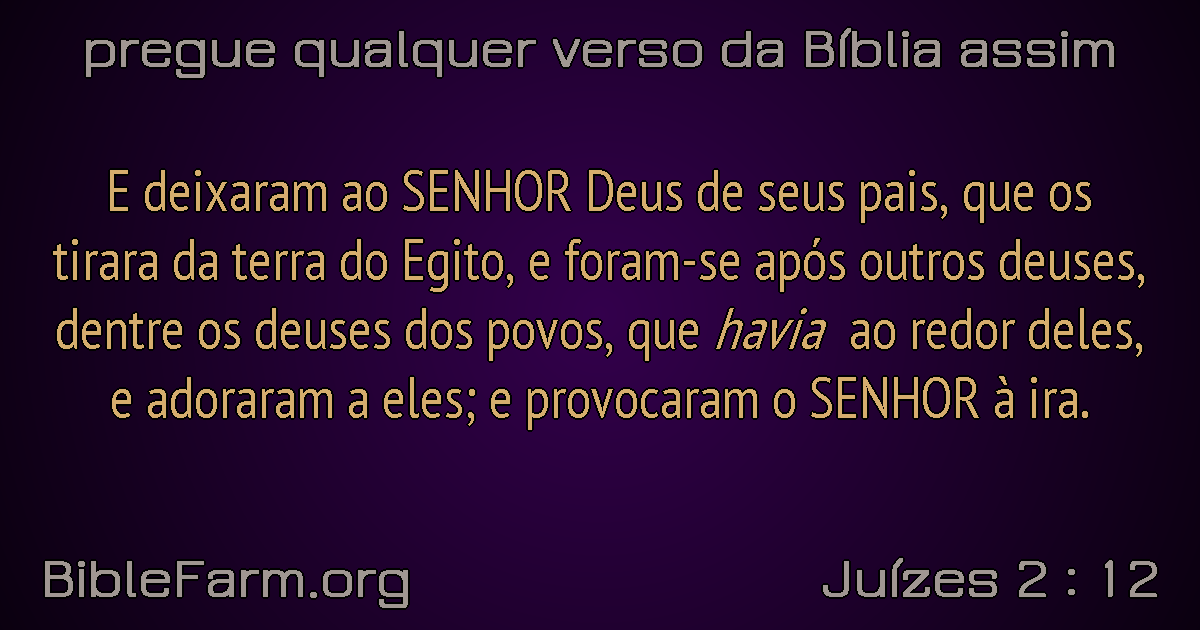 pregue qualquer verso da Bíblia assim
E deixaram ao SENHOR Deus de seus pais, que os
tirara da terra do Egito, e foram-se após outros deuses,
dentre os deuses dos povos, que havia ao redor deles,
e adoraram a eles; e provocaram o SENHOR à ira.
BibleFarm.org
Juízes 2 : 12